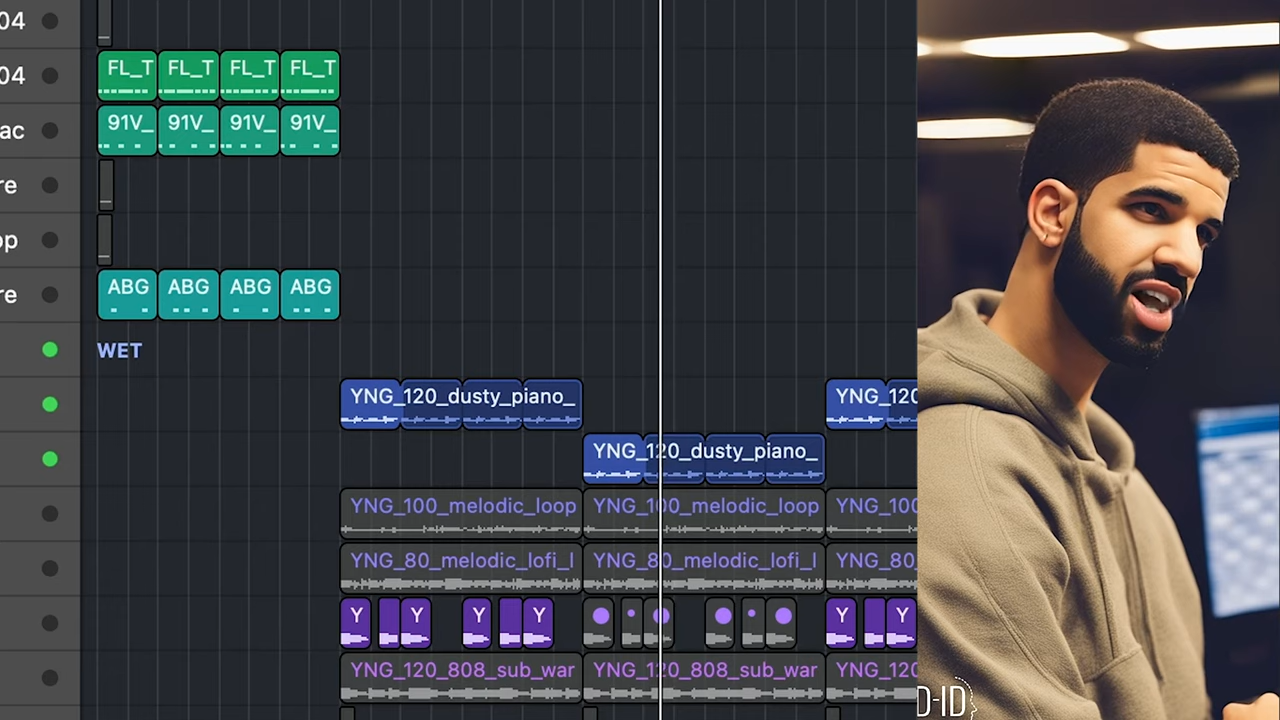 04
04 FL_T FL_T FL_T FL_T
ac 91V_ 91V_ 91V_ 91V_
re
op
re ABG ABG ABG ABG
WET
YNG_120_dusty_piano_ YNG_120
YNG_120_dusty_piano_
YNG_100_melodic_loop YNG_100_melodic_loop YNG_100
YNG_80_melodic_lofi_l YNG_80_melodic_lofi_l YNG_80_
Y Y Y Y Y Y
YNG_120_808_sub_war YNG_120_808_sub_war YNG_120
D-ID